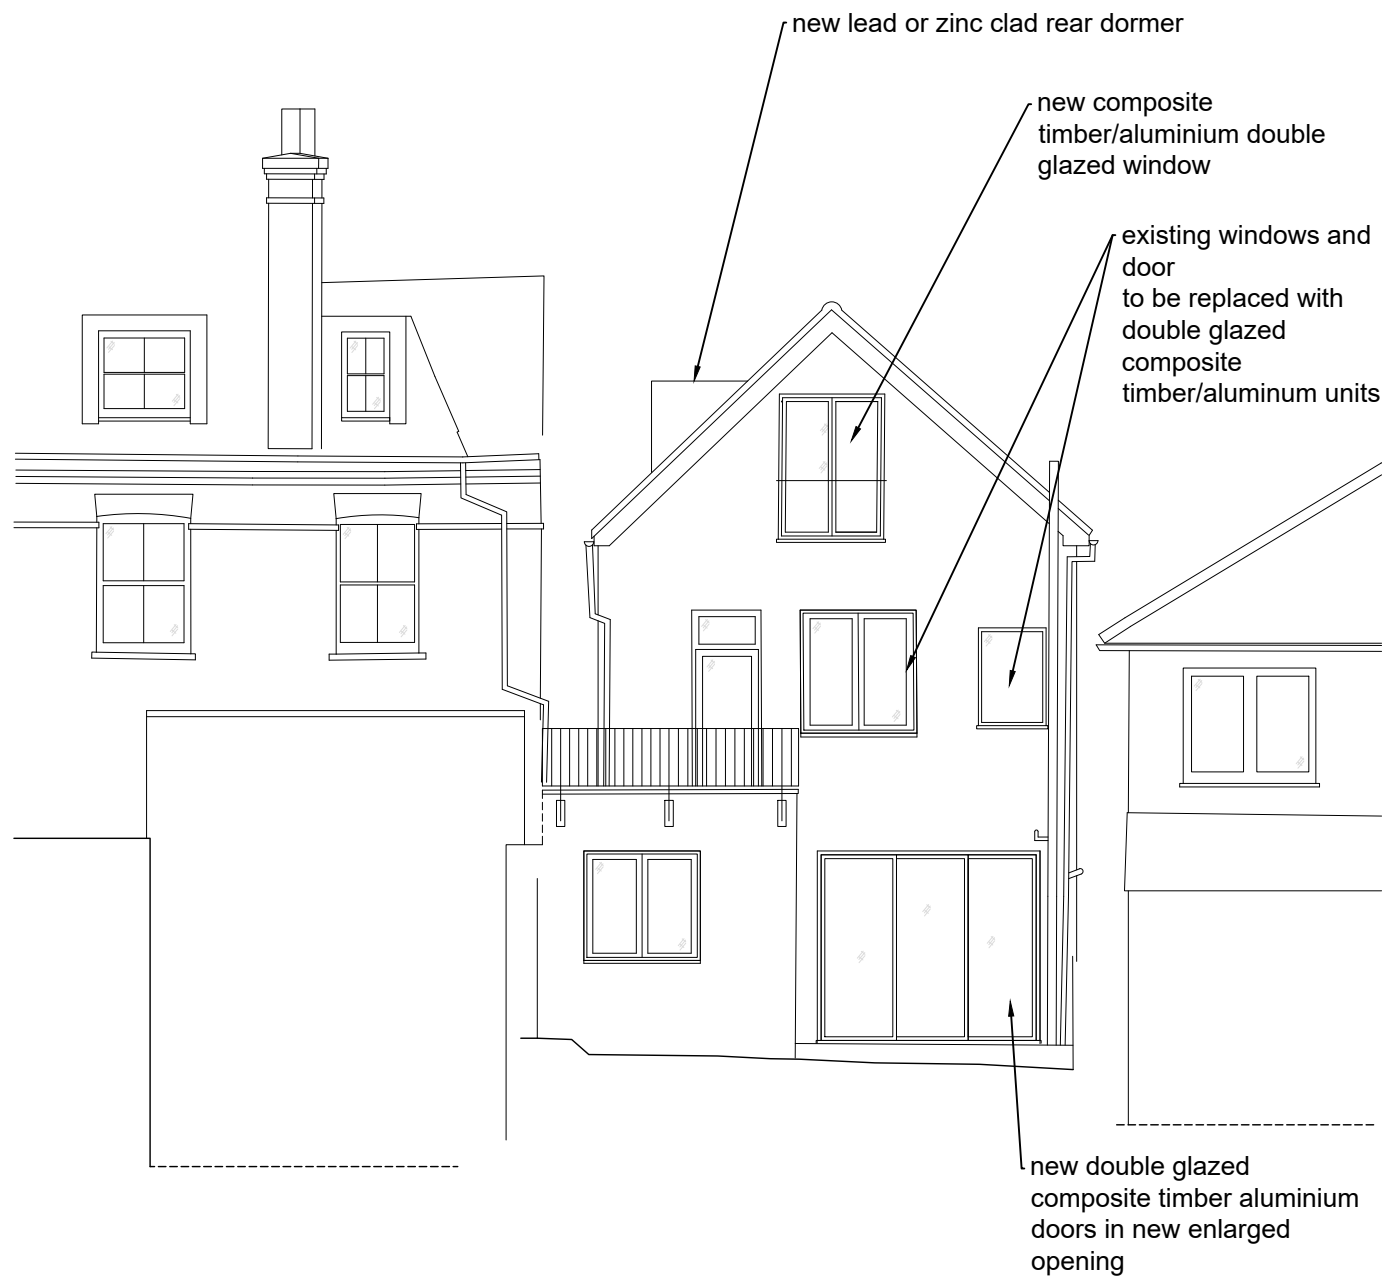 new lead or zinc clad rear dormer
new composite
timber/aluminium double
glazed window
existing windows and
door
to be replaced with
double glazed
composite
timber/aluminum units
new double glazed
composite timber aluminium
doors in new enlarged
opening